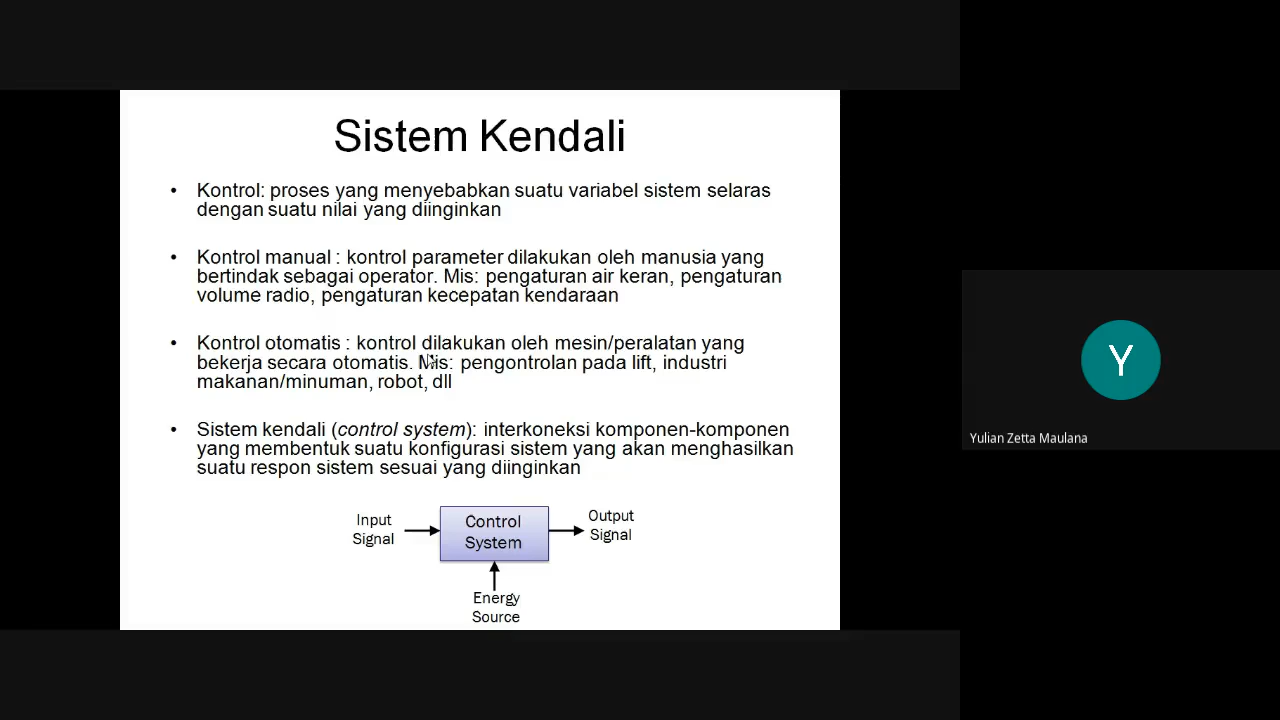 Sistem Kendali
• Kontrol: proses yang menyebabkan suatu variabel sistem selaras
dengan suatu nilai yang diinginkan
• Kontrol manual : kontrol parameter dilakukan oleh manusia yang
bertindak sebagai operator. Mis: pengaturan air keran, pengaturan
volume radio, pengaturan kecepatan kendaraan
• Kontrol otomatis : kontrol dilakukan oleh mesin/peralatan yang
bekerja secara otomatis. Mis: pengontrolan pada lift, industri
makanan/minuman, robot, dll
• Sistem kendali (control system): interkoneksi komponen-komponen
yang membentuk suatu konfigurasi sistem yang akan menghasilkan
suatu respon sistem sesuai yang diinginkan
Input
Signal
Control
System
Output
Signal
Energy
Source
Y
Yulian Zetta Maulana